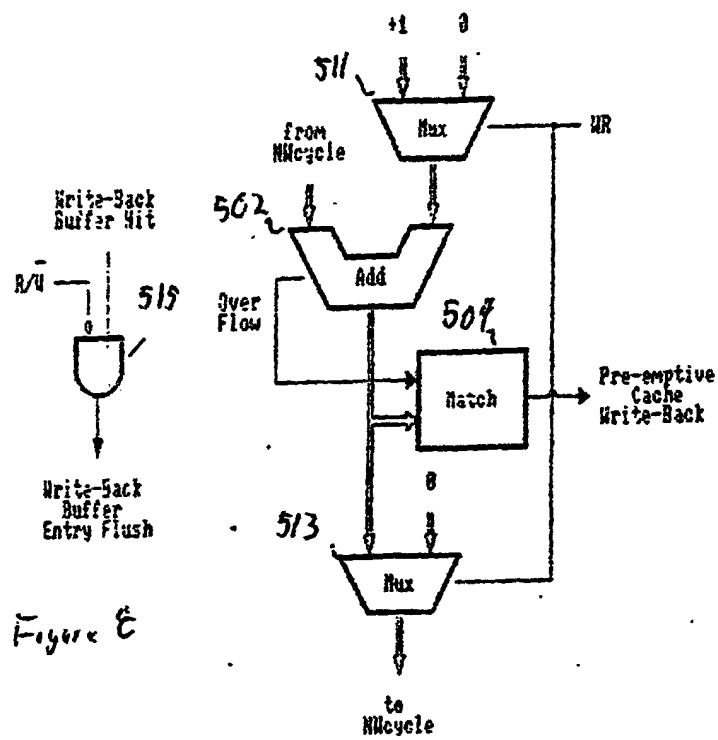 +1 0
511
Mux
WR
from
NWcycle
Write-Back
Buffer Hit
502
R/W
515
Add
Over
Flow
504
Match
Pre-emptive
Cache
Write-Back
Write-Back
Buffer
Entry Flush
0
513
Mux
Figure
to
NWcycle